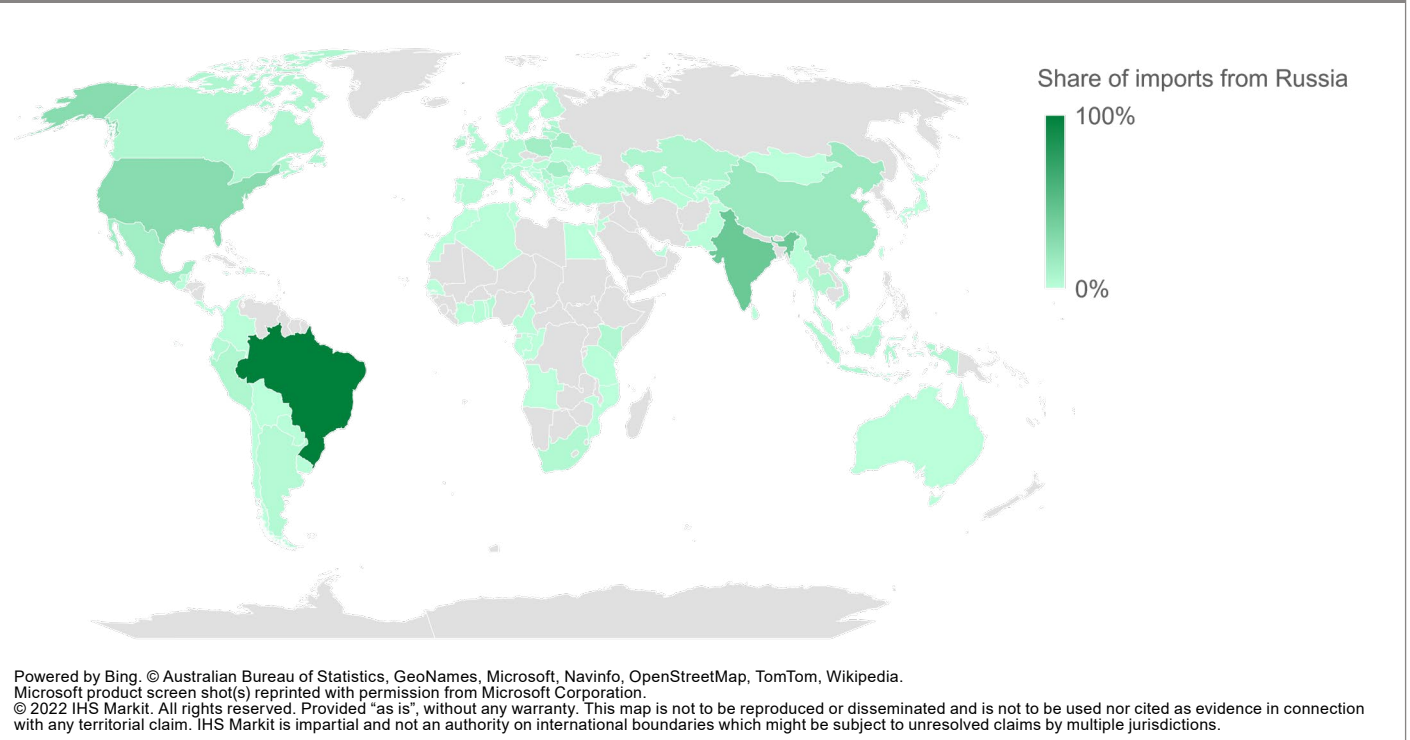 Share of imports from Russia
100%
0%
Powered by Bing. © Australian Bureau of Statistics, GeoNames, Microsoft, Navinfo, OpenStreetMap, TomTom, Wikipedia.
Microsoft product screen shot(s) reprinted with permission from Microsoft Corporation.
© 2022 IHS Markit. All rights reserved. Provided “as is”, without any warranty. This map is not to be reproduced or disseminated and is not to be used nor cited as evidence in connection
with any territorial claim. IHS Markit is impartial and not an authority on international boundaries which might be subject to unresolved claims by multiple jurisdictions.